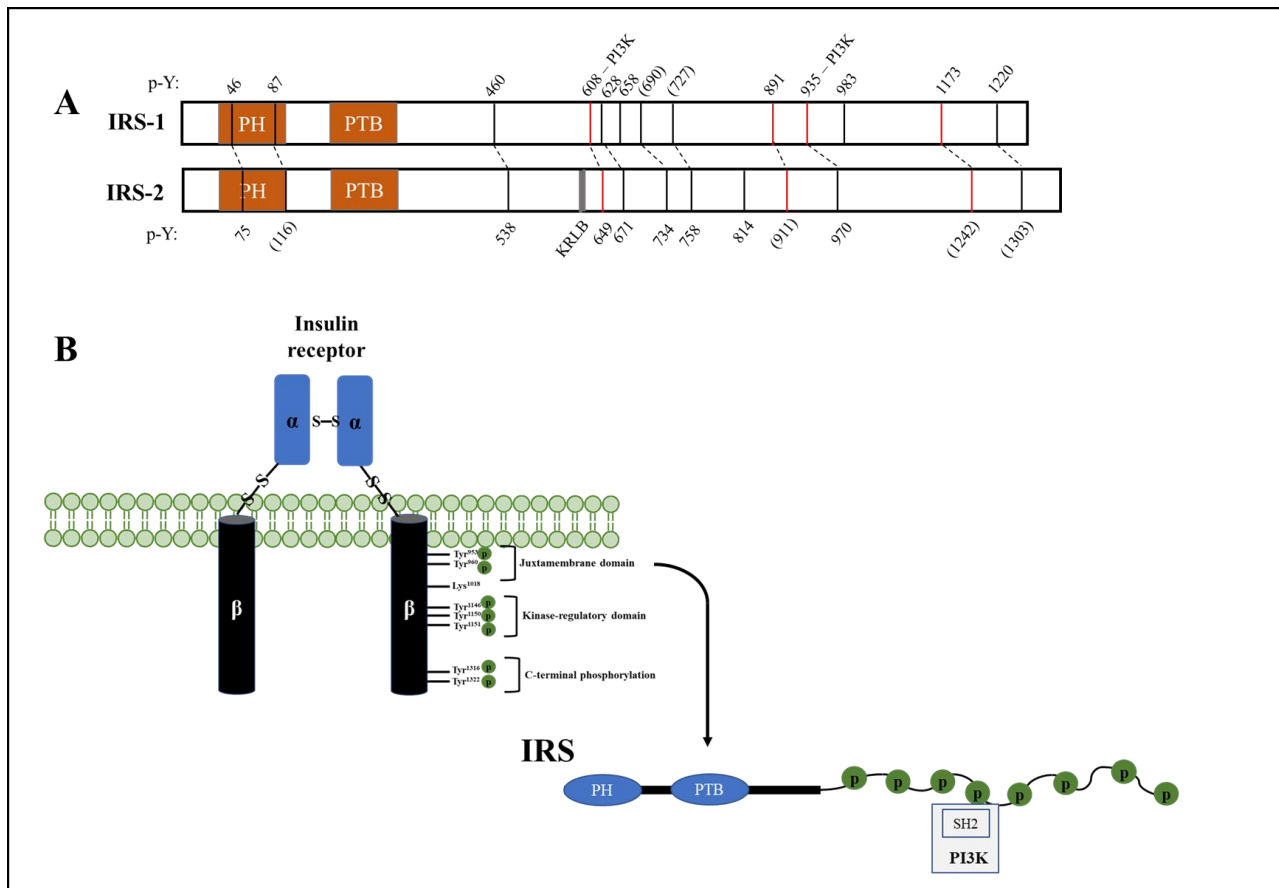 p-Y: 46 87 460 608 – PI3K 628 658 (690) (727) 891 935 – PI3K 983 1173 1220
A
IRS-1 PH PTB
IRS-2 PH PTB
p-Y: 75 (116) 538 KRLB 649 671 734 758 814 (911) 970 (1242) (1303)
B
Insulin
receptor
α S–S α
S S
S S
β β
Tyr⁹⁵³ p
Tyr⁹⁶⁰ p
Juxtamembrane domain
Lys¹⁰¹⁸
Tyr¹¹⁴⁶ p
Tyr¹¹⁵⁰ p
Tyr¹¹⁵¹ p
Kinase-regulatory domain
Tyr¹³¹⁶ p
Tyr¹³²² p
C-terminal phosphorylation
IRS
PH PTB p p p p p p p p
SH2
PI3K